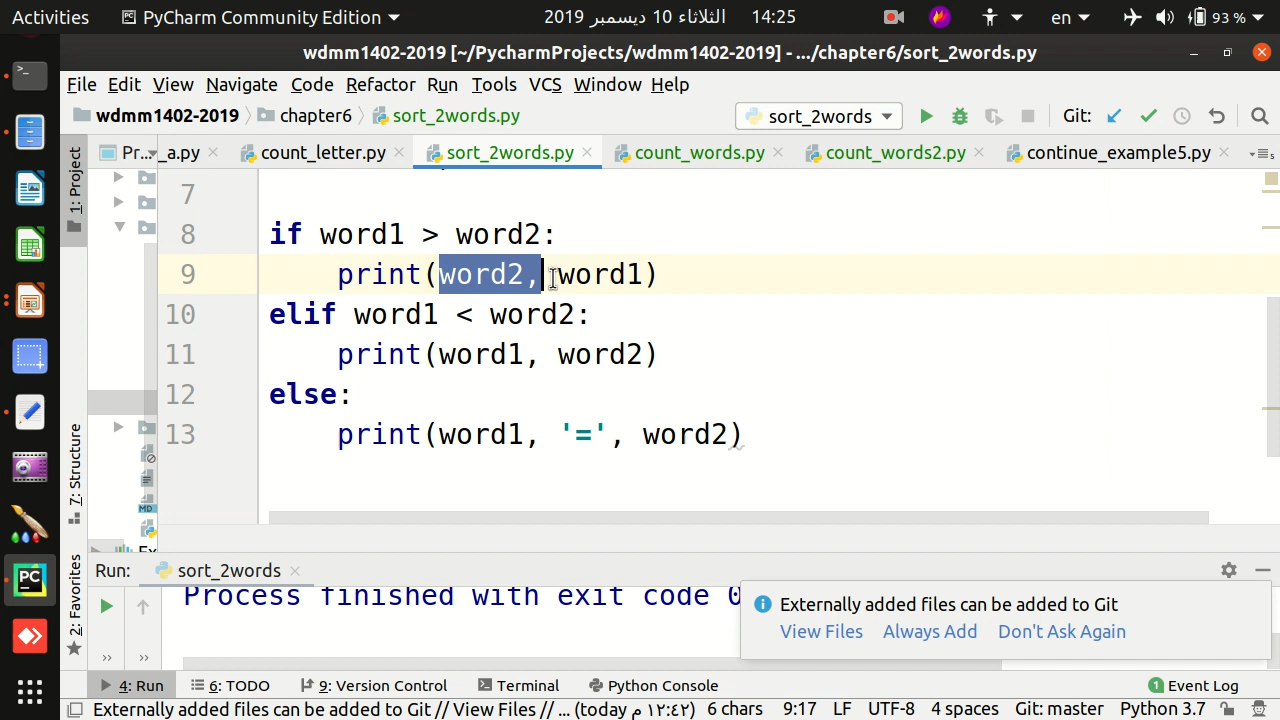 Activities PyCharm Community Edition 2019 الثلاثاء 10 ديسمبر 14:25 en 93 %
wdmm1402-2019 [~/PycharmProjects/wdmm1402-2019] - .../chapter6/sort_2words.py
File Edit View Navigate Code Refactor Run Tools VCS Window Help
wdmm1402-2019 chapter6 sort_2words.py sort_2words Git:
1: Project Pr... _a.py count_letter.py sort_2words.py count_words.py count_words2.py continue_example5.py
7
8 if word1 > word2:
9 print(word2, word1)
10 elif word1 < word2:
11 print(word1, word2)
12 else:
13 print(word1, '=', word2)
7: Structure
2: Favorites
Run: sort_2words
Process finished with exit code 0
Externally added files can be added to Git
View Files Always Add Don't Ask Again
4: Run 6: TODO 9: Version Control Terminal Python Console 1 Event Log
Externally added files can be added to Git // View Files // ... (today ١٢:٤٢ م) 6 chars 9:17 LF UTF-8 4 spaces Git: master Python 3.7